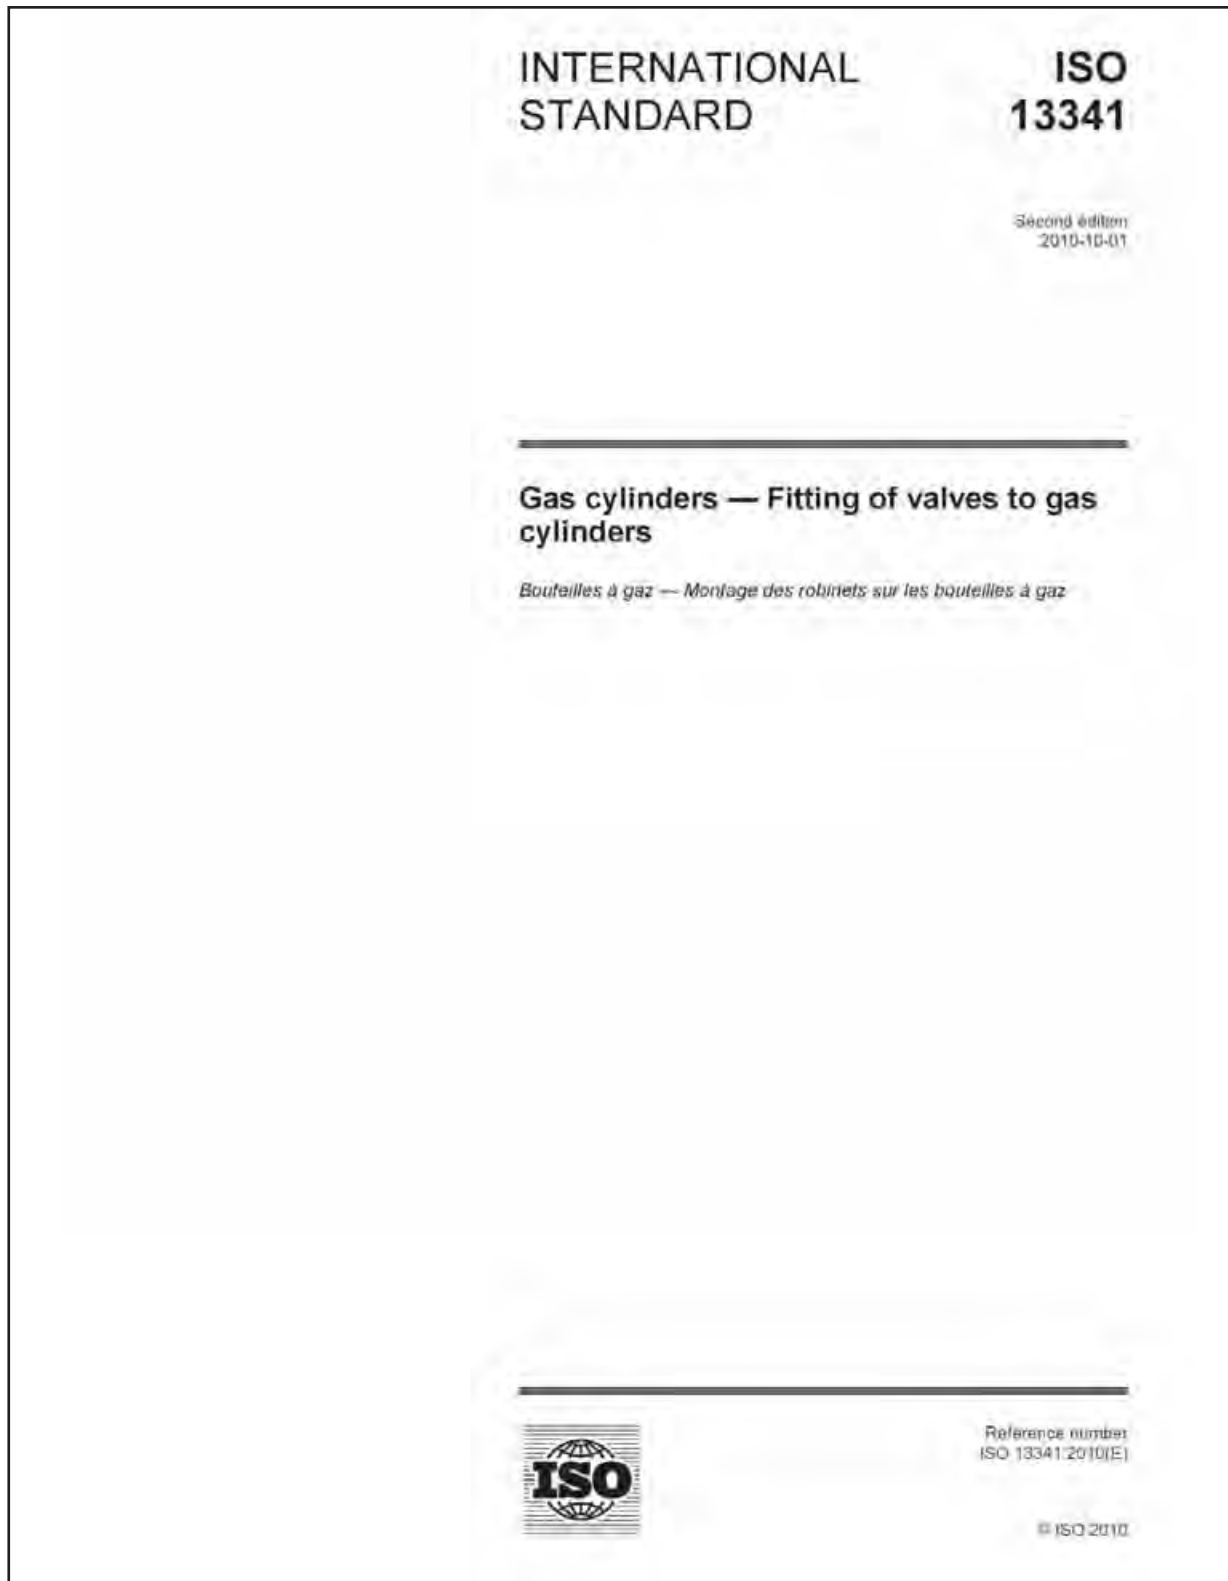 INTERNATIONAL
STANDARD
ISO
13341
Second edition
2010-10-01
Gas cylinders — Fitting of valves to gas
cylinders
Bouteilles à gaz — Montage des robinets sur les bouteilles à gaz
ISO
Reference number
ISO 13341:2010(E)
© ISO 2010